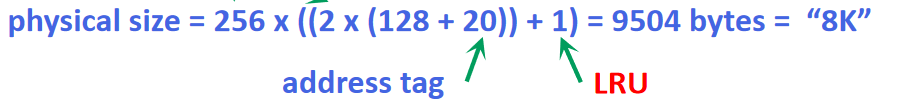 physical size = 256 x ((2 x (128 + 20)) + 1) = 9504 bytes = “8K”
address tag LRU